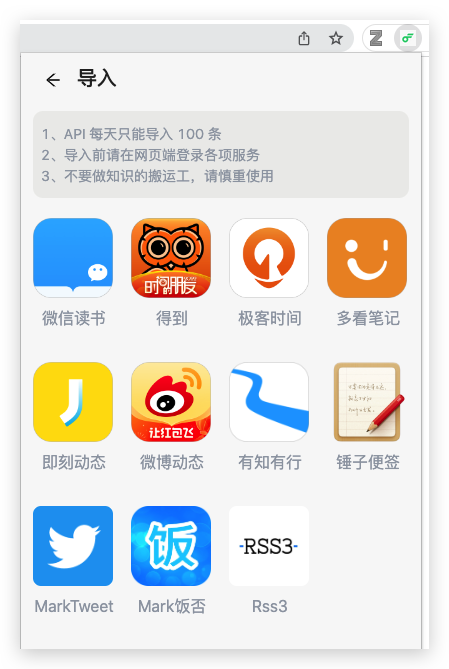 导入
1、API 每天只能导入 100 条
2、导入前请在网页端登录各项服务
3、不要做知识的搬运工，请慎重使用
时间的朋友
微信读书
得到
极客时间
多看笔记
让红包飞
即刻动态
微博动态
有知有行
锤子便签
饭
-RSS3-
MarkTweet
Mark饭否
Rss3